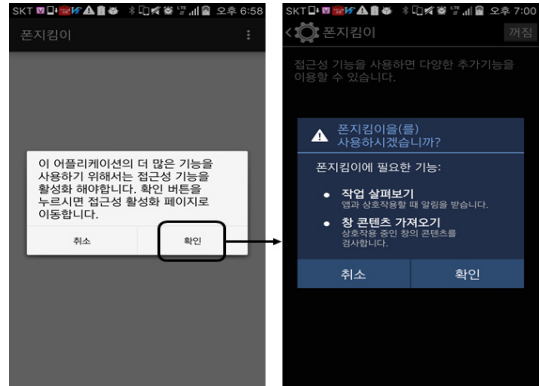 SKT 오후 6:58
폰지킴이
이 어플리케이션의 더 많은 기능을
사용하기 위해서는 접근성 기능을
활성화 해야합니다. 확인 버튼을
누르시면 접근성 활성화 페이지로
이동합니다.
취소 확인
SKT 오후 7:00
폰지킴이 꺼짐
접근성 기능을 사용하면 다양한 추가기능을
이용할 수 있습니다.
폰지킴이을(를)
사용하시겠습니까?
폰지킴이에 필요한 기능:
• 작업 살펴보기
앱과 상호작용할 때 알림을 받습니다.
• 창 콘텐츠 가져오기
상호작용 중인 창의 콘텐츠를
검사합니다.
취소 확인